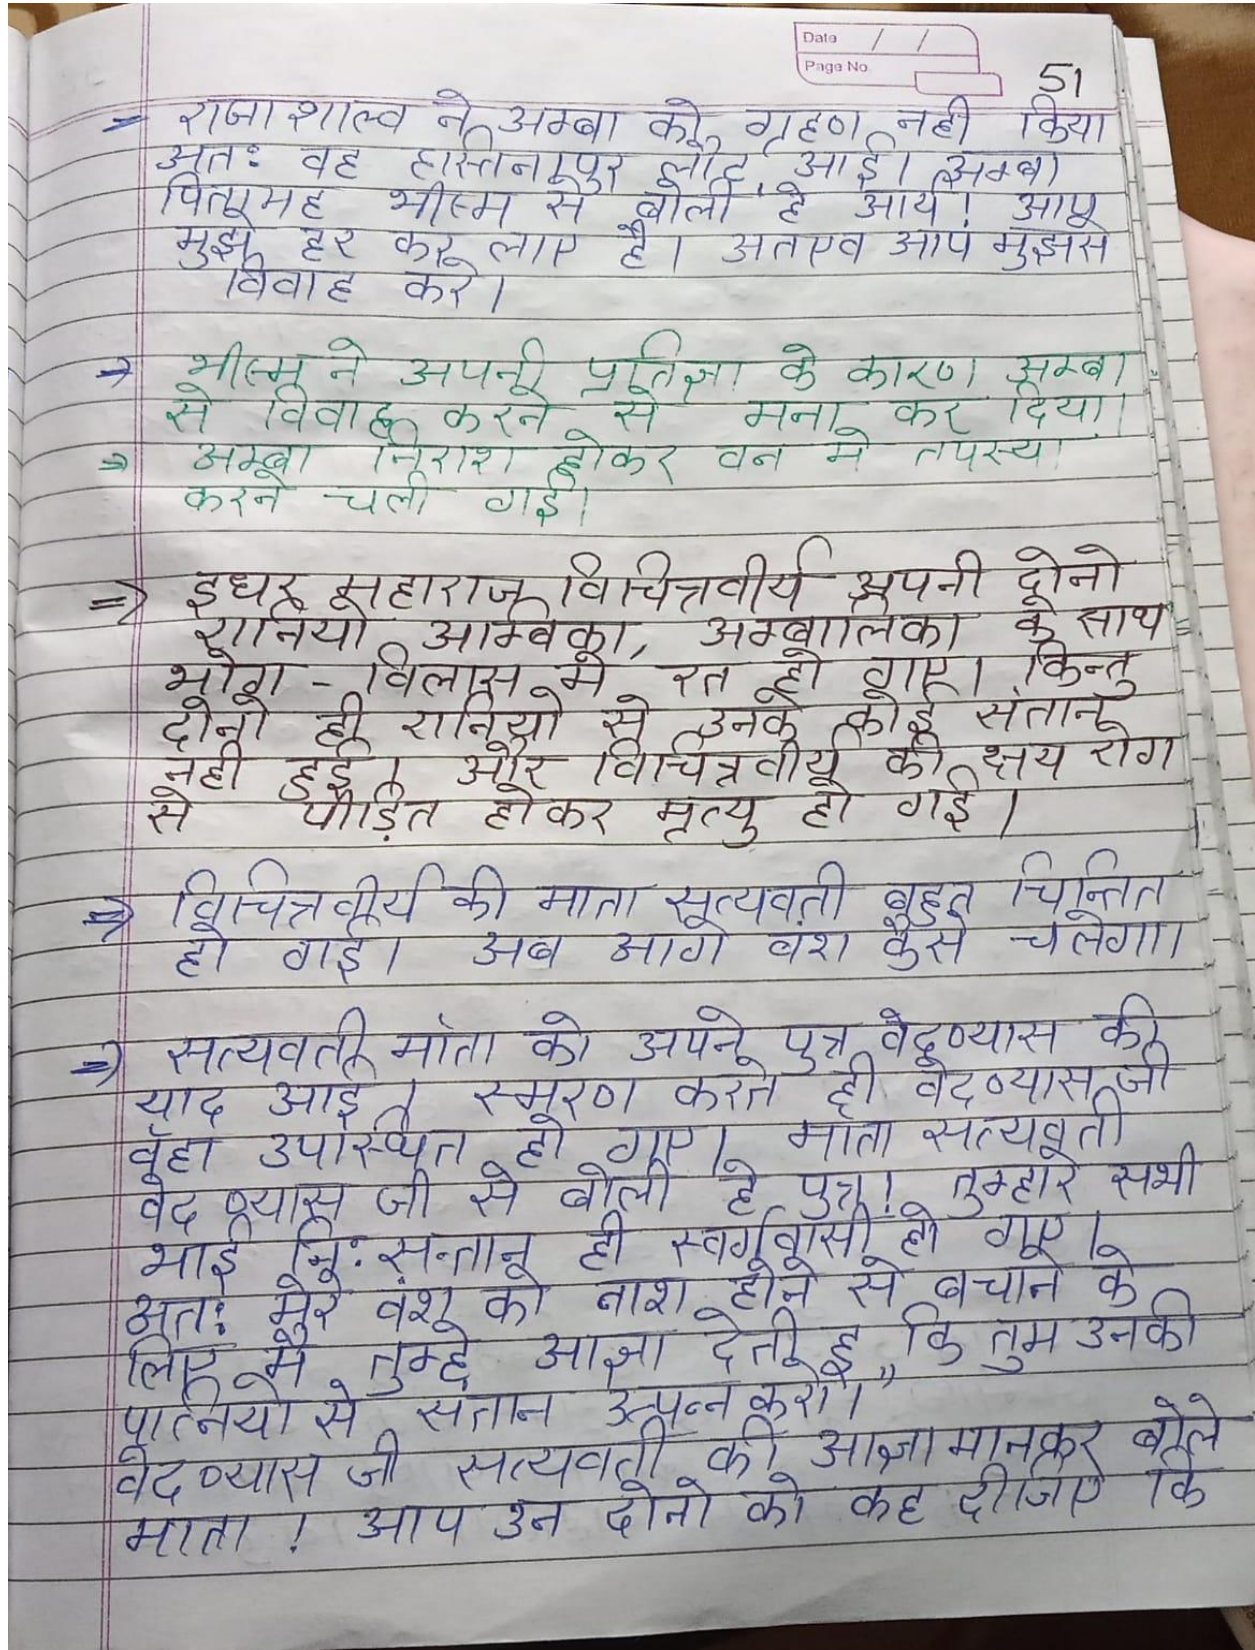 Date / /
Page No.
51
= राजा शाल्व ने अम्बा को ग्रहण नही किया
अतः वह हास्तिनापुर लौट आई। अम्बा
पितामह भीष्म से बोली हे आर्य! आप
मुझे हर कर लाए है। अतएव आप मुझसे
विवाह करे।
→ भीष्म ने अपनी प्रतिज्ञा के कारण अम्बा
से विवाह करने से मना कर दिया।
⇒ अम्बा निराश होकर वन मे तपस्या
करने चली गई।
⇒ इधर महाराज विचित्रवीर्य अपनी दोनो
रानियो अम्बिका, अम्बालिका के साथ
भोग - विलास मे रत हो गए। किन्तु
दोनो ही रानियो से उनके कोई संतान
नही हुई। और विचित्रवीर्य की क्षय रोग
से पीड़ित होकर मृत्यु हो गई।
⇒ विचित्रवीर्य की माता सत्यवती बहुत चिन्तित
हो गई। अब आगे वंश कैसे चलेगा।
⇒ सत्यवती माँता को अपने पुत्र वेदव्यास की
याद आई। स्मरण करते ही वेदव्यास जी
वँहा उपस्थित हो गए। माता सत्यवती
वेद व्यास जी से बोली हे पुत्र! तुम्हारे सभी
भाई नि:सन्तान ही स्वर्गवासी हो गए।
अत: मेरे वंश को नाश होने से बचाने के
लिए मै तुम्हे आज्ञा देती हु कि तुम उनकी
पत्नियो से सतान उत्पन्न करो।”
वेद व्यास जी सत्यवती की आज्ञा मानकर बोले
माता ! आप उन दोनो को कह दीजिए कि